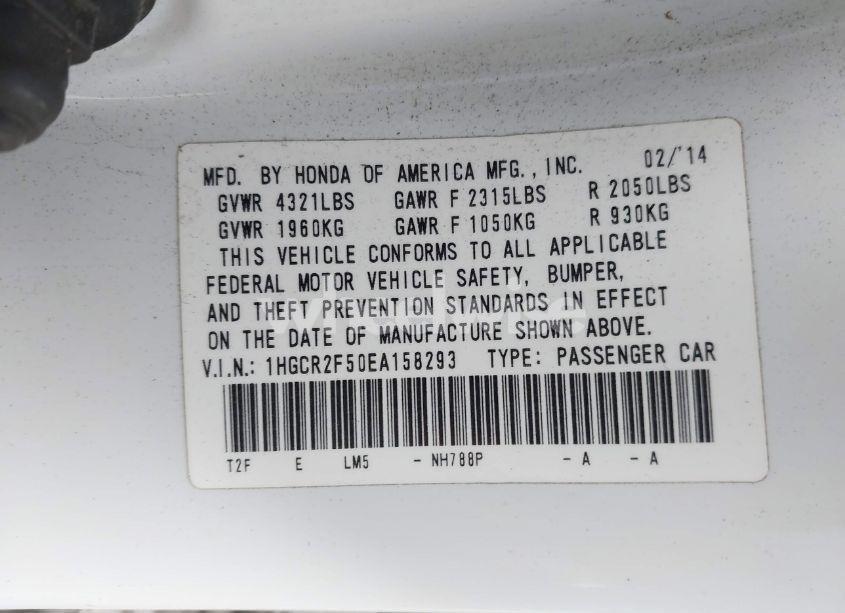 MFD. BY HONDA OF AMERICA MFG., INC. 02/'14
GVWR 4321LBS GAWR F 2315LBS R 2050LBS
GVWR 1960KG GAWR F 1050KG R 930KG
THIS VEHICLE CONFORMS TO ALL APPLICABLE
FEDERAL MOTOR VEHICLE SAFETY, BUMPER,
AND THEFT PREVENTION STANDARDS IN EFFECT
ON THE DATE OF MANUFACTURE SHOWN ABOVE.
V.I.N.: 1HGCR2F50EA158293 TYPE: PASSENGER CAR
T2F E LM5 - NH788P - A - A